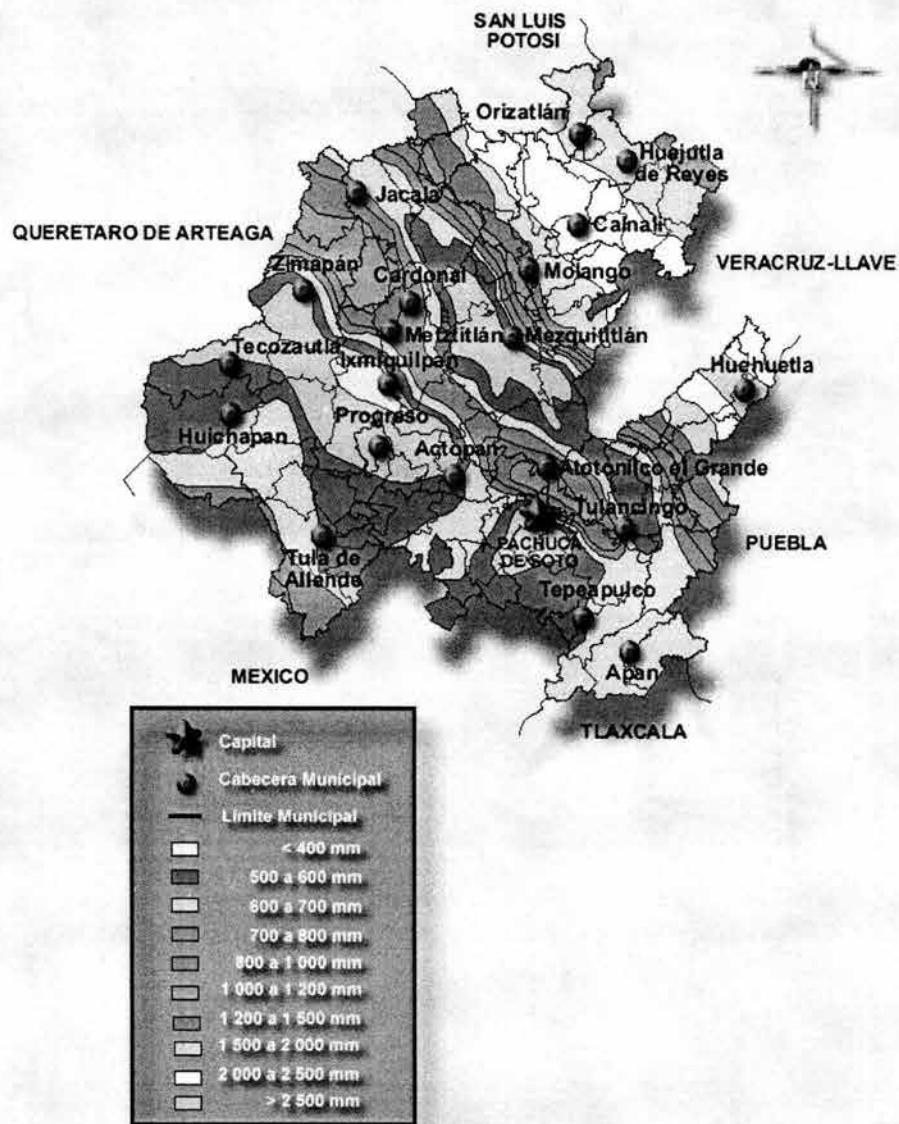 SAN LUIS
POTOSI
Orizatlán
Huejutla
de Reyes
Jacala
QUERETARO DE ARTEAGA
Calnali
Zimapán
Cardonal
Molango
VERACRUZ-LLAVE
Metztitlán
Mezquititlán
Tecozautla
Ixmiquilpan
Huehuetla
Progreso
Huichapan
Actopan
Atotonilco el Grande
Tulancingo
PACHUCA
DE SOTO
PUEBLA
Tula de
Allende
Tepeapulco
MEXICO
Apan
TLAXCALA
Capital
Cabecera Municipal
Límite Municipal
< 400 mm
500 a 600 mm
600 a 700 mm
700 a 800 mm
800 a 1 000 mm
1 000 a 1 200 mm
1 200 a 1 500 mm
1 500 a 2 000 mm
2 000 a 2 500 mm
> 2 500 mm